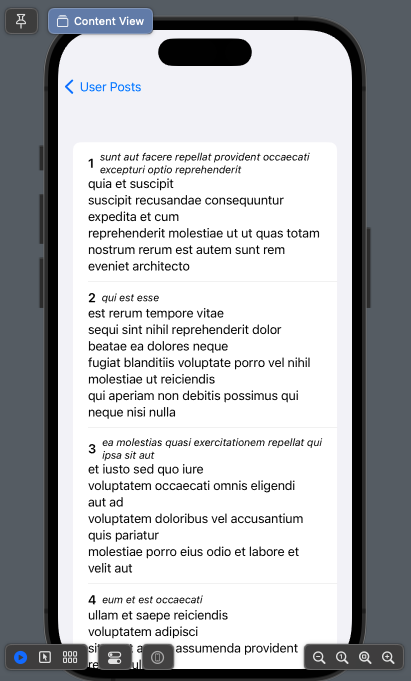 Content View
User Posts
1 sunt aut facere repellat provident occaecati
excepturi optio reprehenderit
quia et suscipit
suscipit recusandae consequuntur
expedita et cum
reprehenderit molestiae ut ut quas totam
nostrum rerum est autem sunt rem
eveniet architecto
2 qui est esse
est rerum tempore vitae
sequi sint nihil reprehenderit dolor
beatae ea dolores neque
fugiat blanditiis voluptate porro vel nihil
molestiae ut reiciendis
qui aperiam non debitis possimus qui
neque nisi nulla
3 ea molestias quasi exercitationem repellat qui
ipsa sit aut
et iusto sed quo iure
voluptatem occaecati omnis eligendi
aut ad
voluptatem doloribus vel accusantium
quis pariatur
molestiae porro eius odio et labore et
velit aut
4 eum et est occaecati
ullam et saepe reiciendis
voluptatem adipisci
assumenda provident